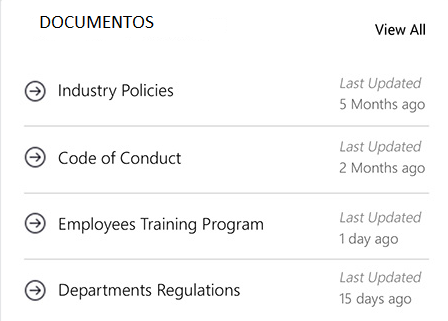 DOCUMENTOS
View All
Industry Policies
Last Updated
5 Months ago
Code of Conduct
Last Updated
2 Months ago
Employees Training Program
Last Updated
1 day ago
Departments Regulations
Last Updated
15 days ago